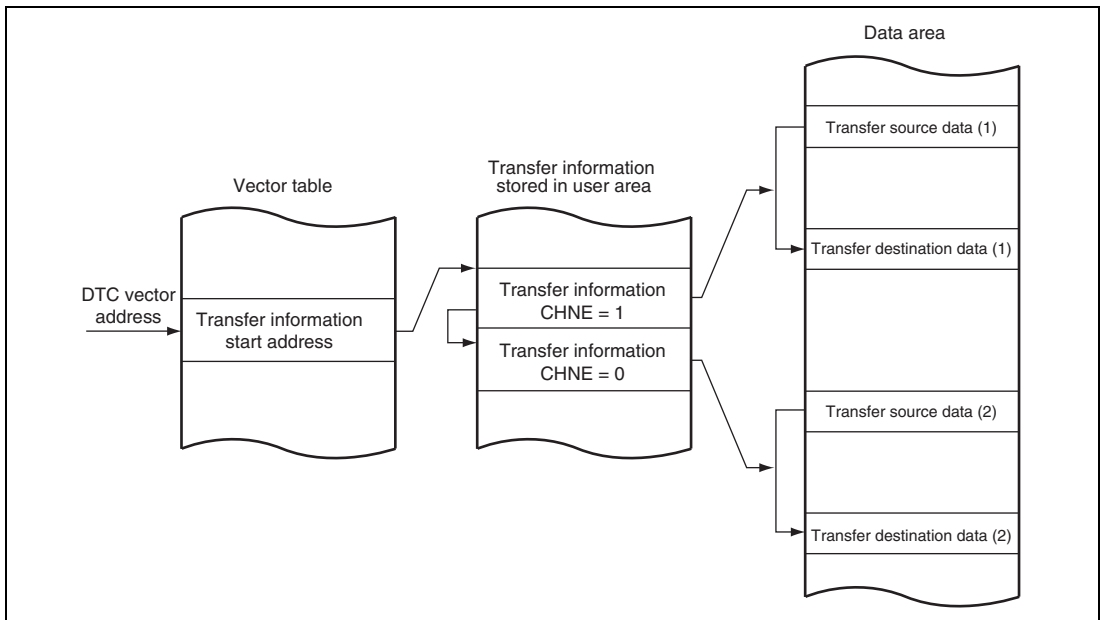 Data area
Transfer source data (1)
Transfer information
stored in user area
Vector table
Transfer destination data (1)
DTC vector
address
Transfer information
start address
Transfer information
CHNE = 1
Transfer information
CHNE = 0
Transfer source data (2)
Transfer destination data (2)